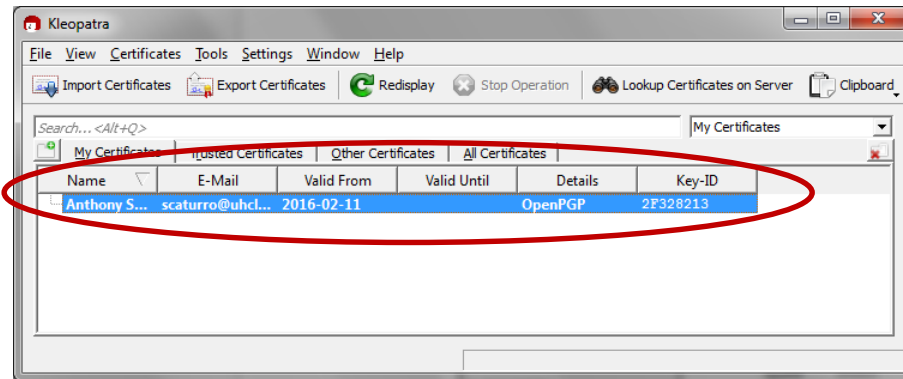 Kleopatra
File View Certificates Tools Settings Window Help
Import Certificates Export Certificates Redisplay Stop Operation Lookup Certificates on Server Clipboard
Search...<Alt+Q> My Certificates
My Certificates Trusted Certificates Other Certificates All Certificates
Name E-Mail Valid From Valid Until Details Key-ID
Anthony S... scaturro@uhcl... 2016-02-11 OpenPGP 2F328213